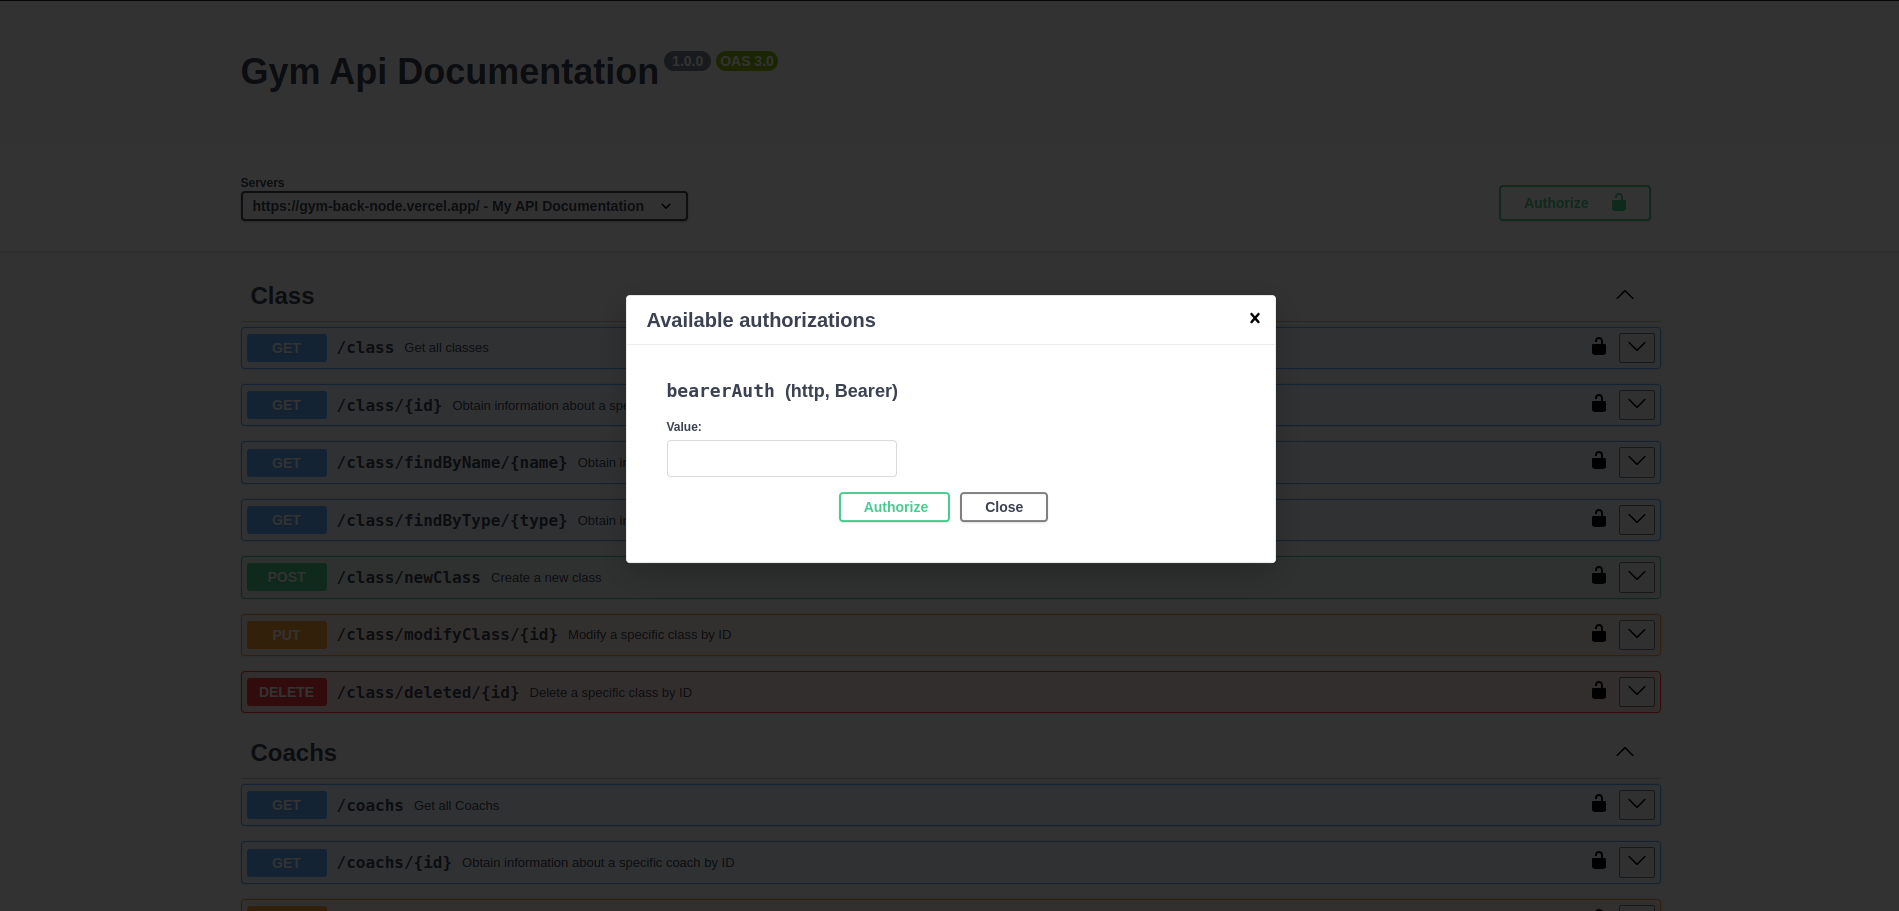 Gym Api Documentation 1.0.0 OAS 3.0
Servers
https://gym-back-node.vercel.app/ - My API Documentation
Authorize
Class
GET /class Get all classes
GET /class/{id} Obtain information about a
GET /class/findByName/{name} Obtain
GET /class/findByType/{type} Obtain
POST /class/newClass Create a new class
PUT /class/modifyClass/{id} Modify a specific class by ID
DELETE /class/deleted/{id} Delete a specific class by ID
Coachs
GET /coachs Get all Coachs
GET /coachs/{id} Obtain information about a specific coach by ID
Available authorizations
bearerAuth (http, Bearer)
Value:
Authorize Close